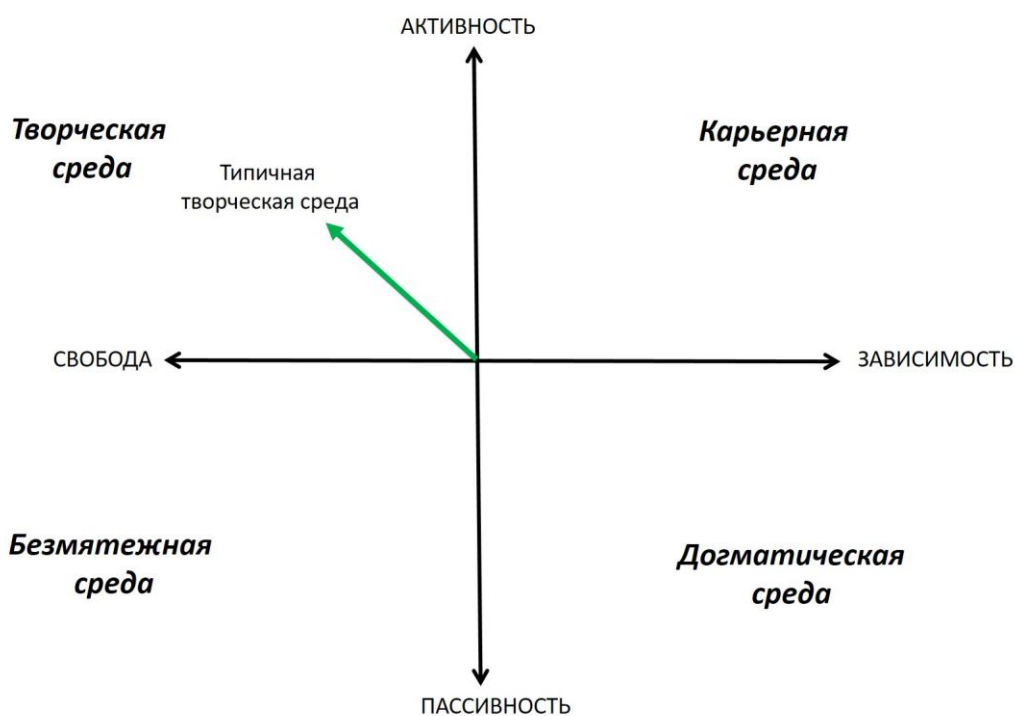 АКТИВНОСТЬ
Творческая
среда
Карьерная
среда
Типичная
творческая среда
СВОБОДА
ЗАВИСИМОСТЬ
Безмятежная
среда
Догматическая
среда
ПАССИВНОСТЬ